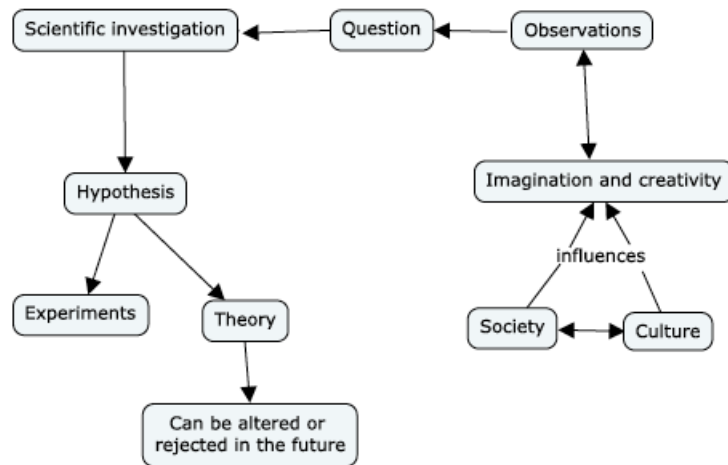 Scientific investigation
Question
Observations
Hypothesis
Imagination and creativity
influences
Experiments
Theory
Society
Culture
Can be altered or
rejected in the future